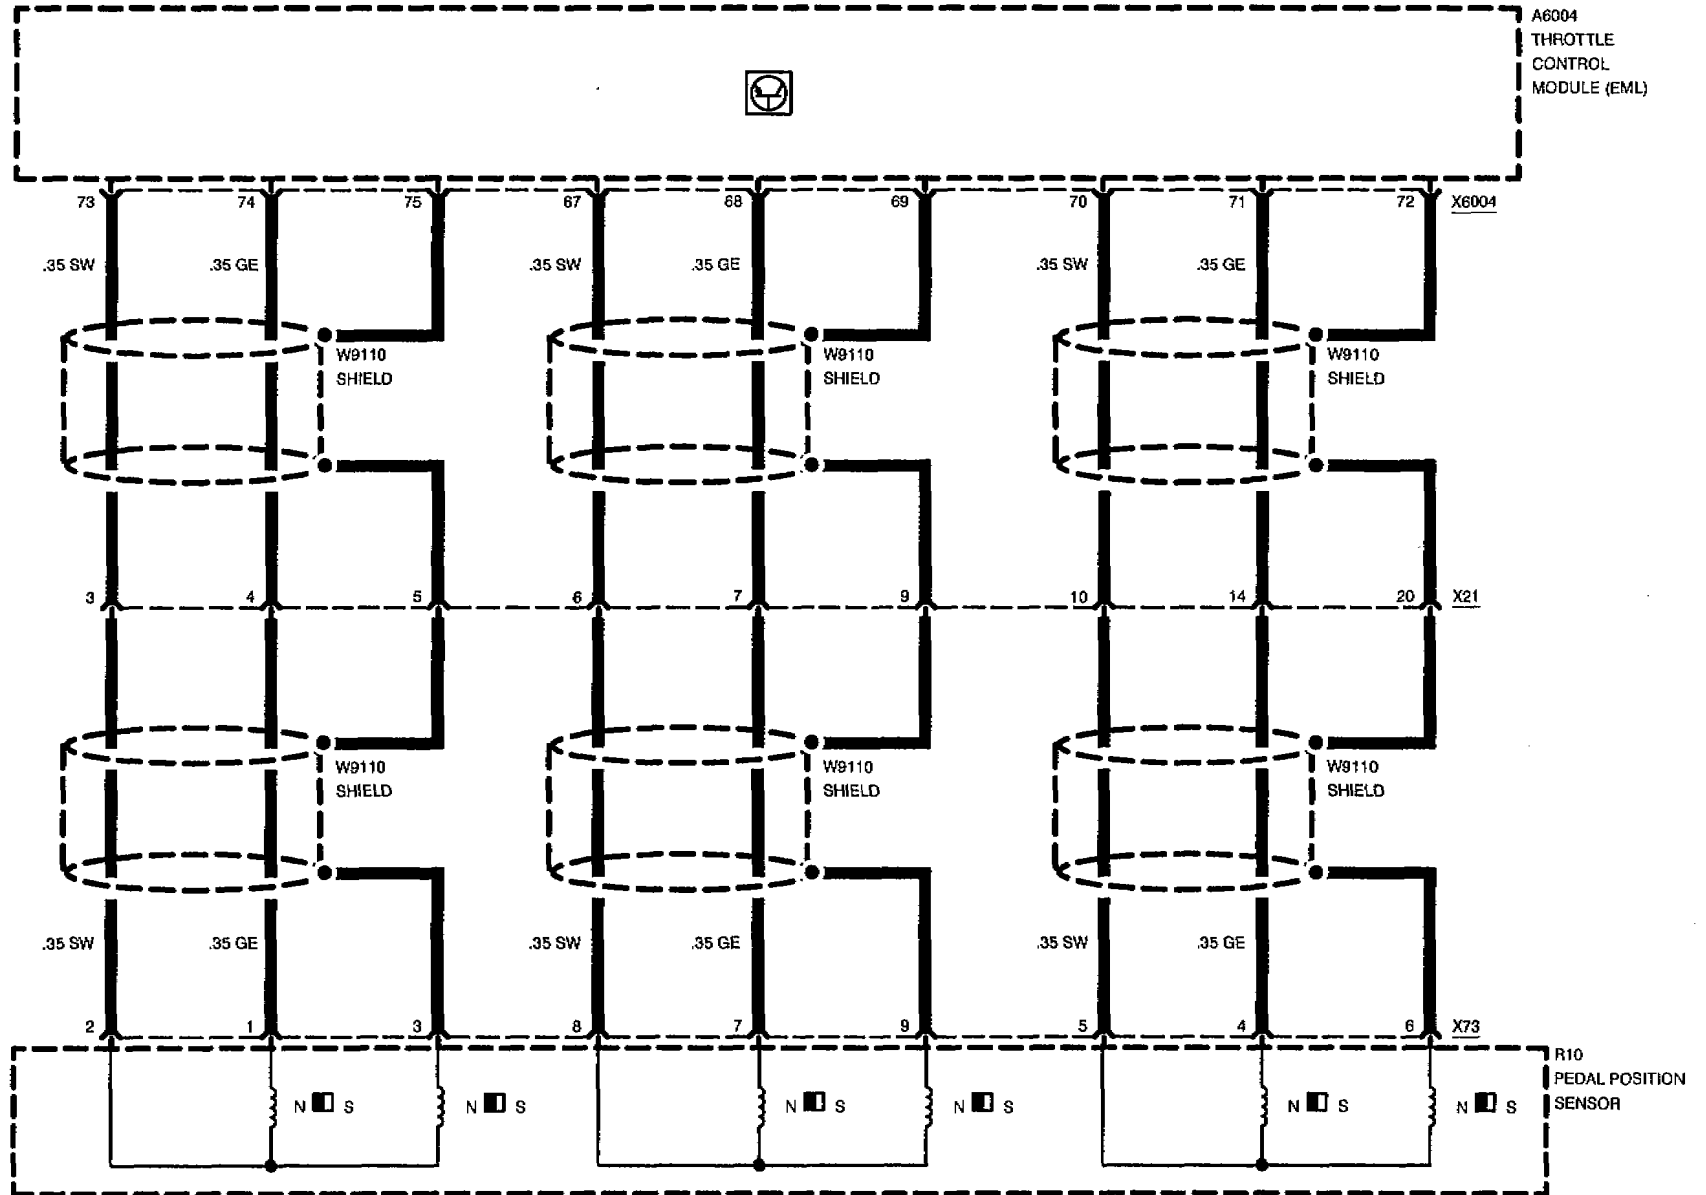 A6004
THROTTLE
CONTROL
MODULE (EML)
73 74 75 67 68 69 70 71 72 X6004
.35 SW .35 GE .35 SW .35 GE .35 SW .35 GE
W9110 W9110 W9110
SHIELD SHIELD SHIELD
3 4 5 6 7 9 10 14 20 X21
W9110 W9110 W9110
SHIELD SHIELD SHIELD
.35 SW .35 GE .35 SW .35 GE .35 SW .35 GE
2 1 3 8 7 9 5 4 6 X73
R10
PEDAL POSITION
SENSOR
N S N S N S N S N S N S